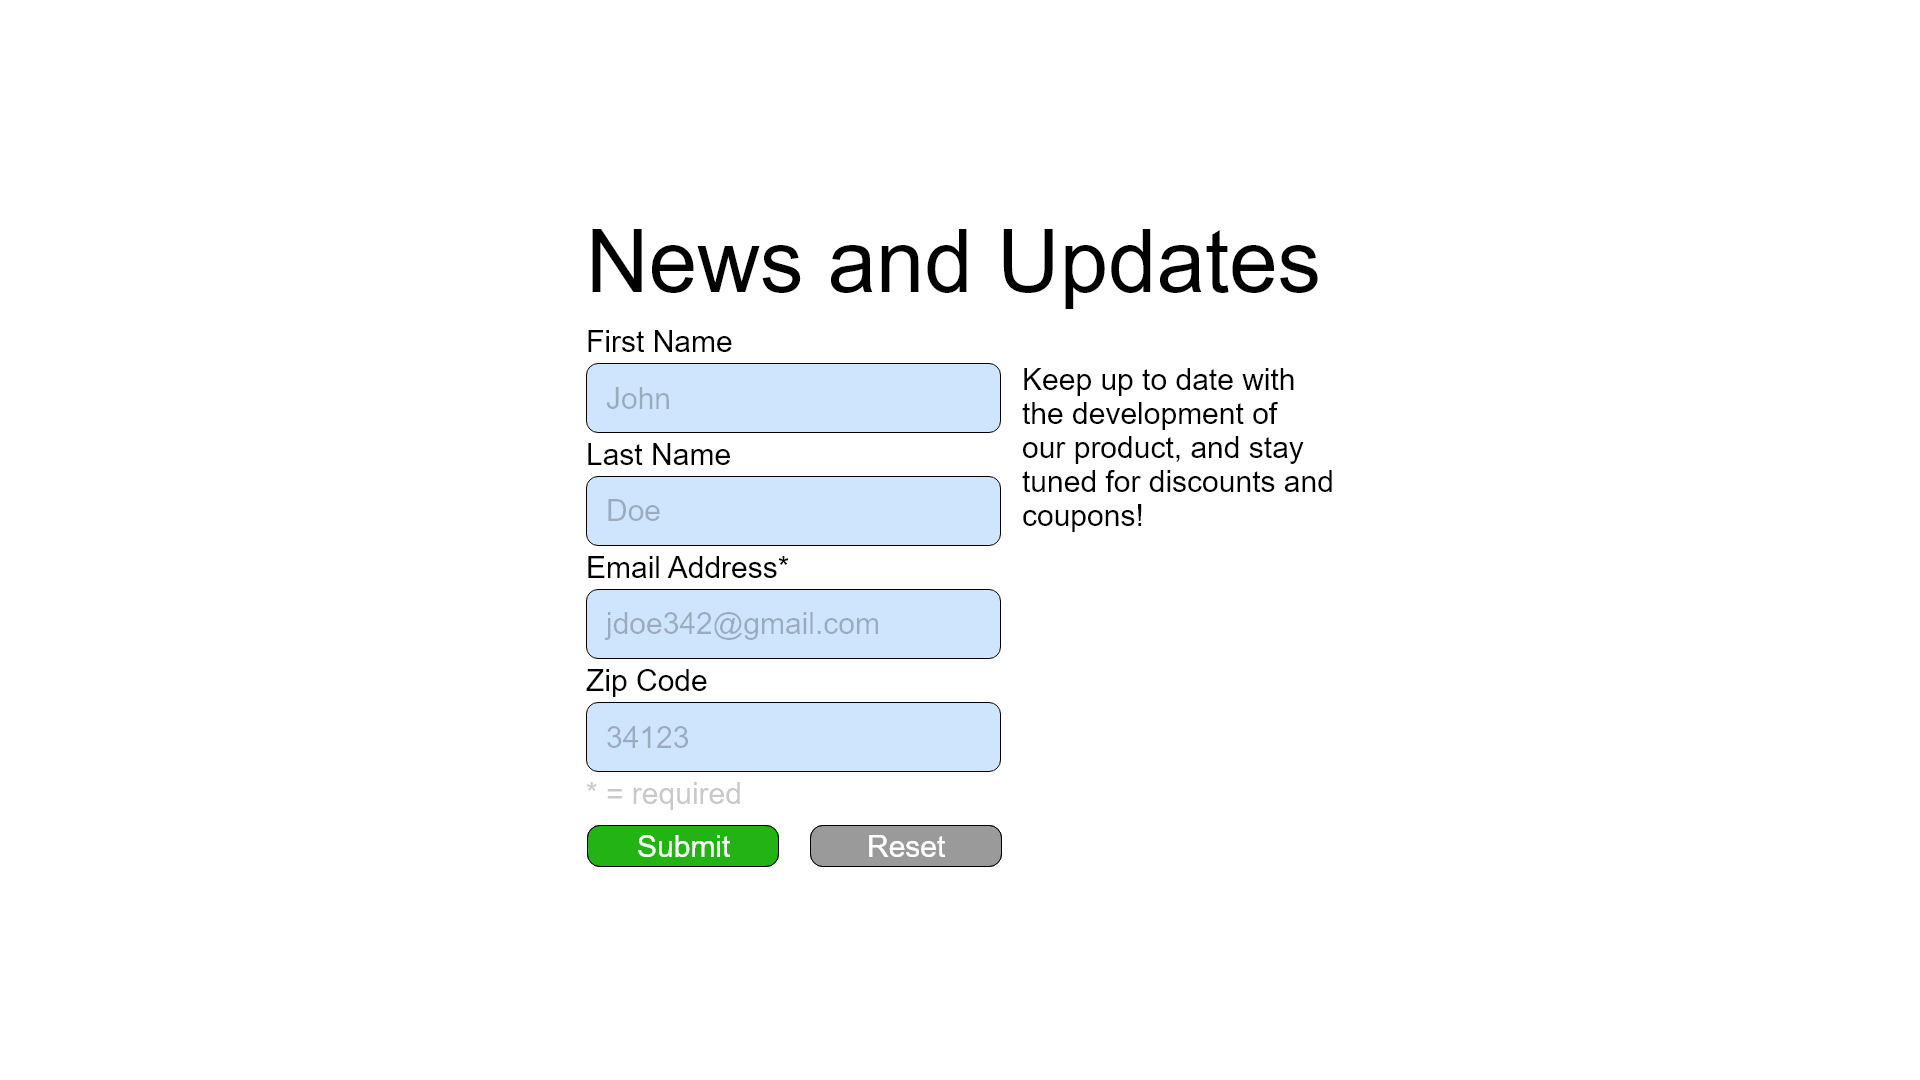 News and Updates
First Name
John
Last Name
Doe
Email Address*
jdoe342@gmail.com
Zip Code
34123
* = required
Submit
Reset
Keep up to date with
the development of
our product, and stay
tuned for discounts and
coupons!